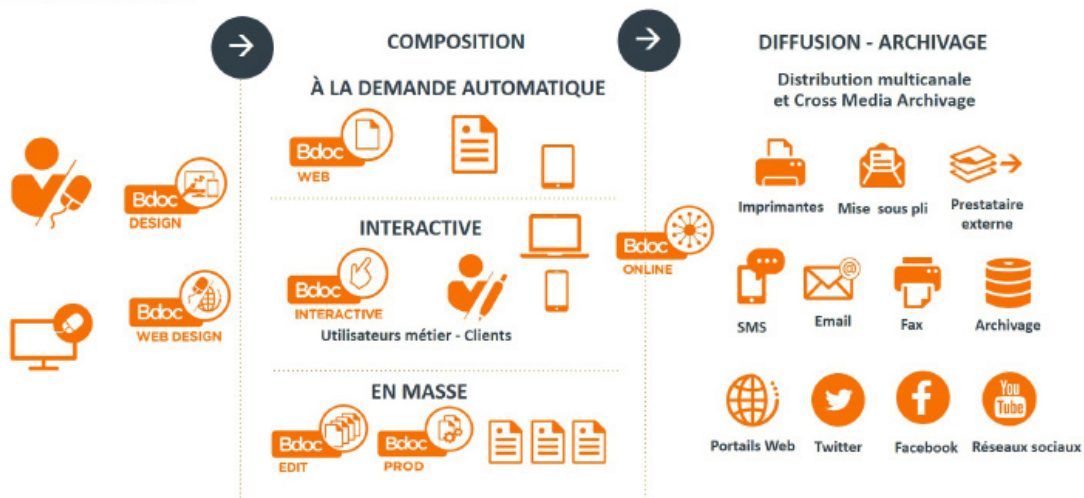 Bdoc
DESIGN
Bdoc
WEB DESIGN
COMPOSITION
À LA DEMANDE AUTOMATIQUE
Bdoc
WEB
INTERACTIVE
Bdoc
INTERACTIVE
Utilisateurs métier - Clients
EN MASSE
Bdoc
EDIT
Bdoc
PROD
Bdoc
ONLINE
DIFFUSION - ARCHIVAGE
Distribution multicanale
et Cross Media Archivage
Imprimantes
Mise sous pli
Prestataire
externe
@
SMS
Email
Fax
Archivage
f
You
Tube
Portails Web
Twitter
Facebook
Réseaux sociaux